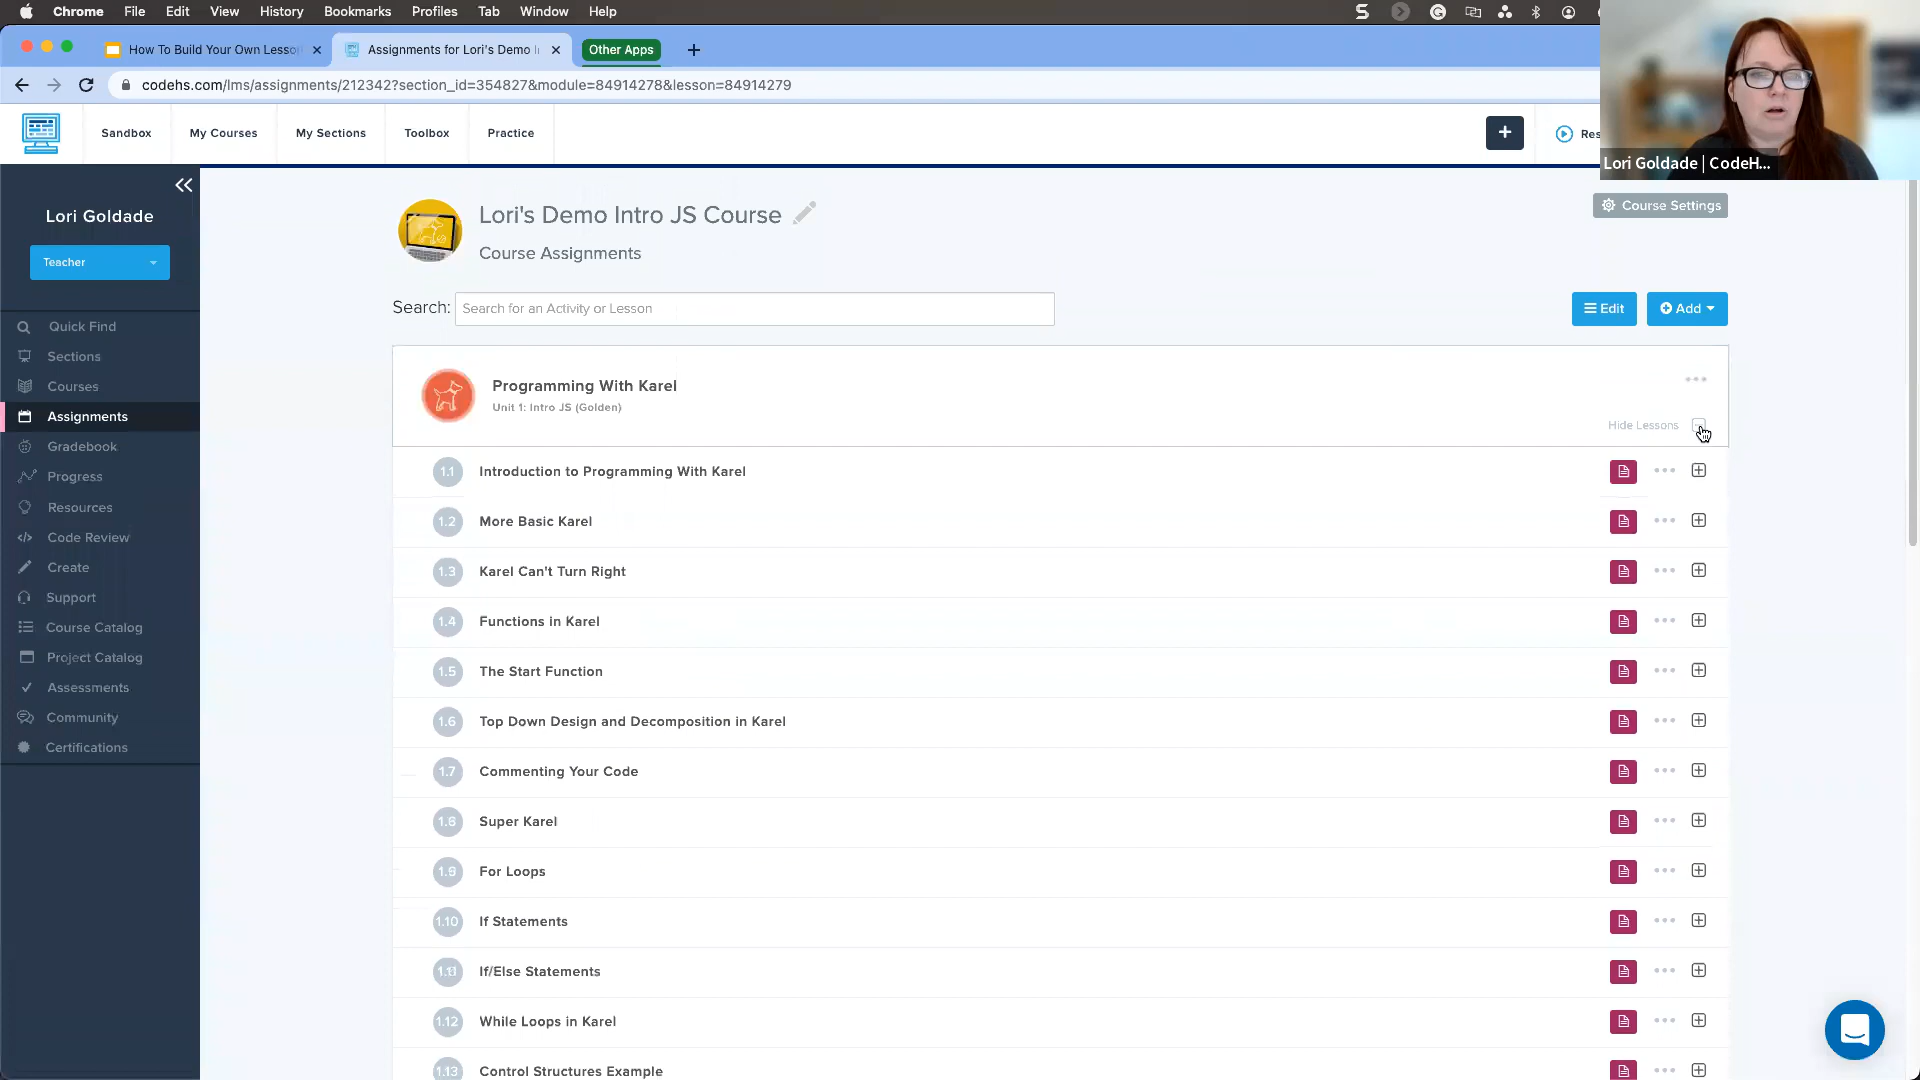 Chrome File Edit View History Bookmarks Profiles Tab Window Help
How To Build Your Own Lesso
Assignments for Lori's Demo I
Other Apps
codehs.com/lms/assignments/212342?section_id=354827&module=84914278&lesson=84914279
Sandbox
My Courses
My Sections
Toolbox
Practice
Res
Lori Goldade | CodeH...
Lori Goldade
Teacher
Quick Find
Sections
Courses
Assignments
Gradebook
Progress
Resources
Code Review
Create
Support
Course Catalog
Project Catalog
Assessments
Community
Certifications
Lori's Demo Intro JS Course
Course Assignments
Course Settings
Search:
Search for an Activity or Lesson
Edit
Add
Programming With Karel
Unit 1: Intro JS (Golden)
Hide Lessons
1.1 Introduction to Programming With Karel
1.2 More Basic Karel
1.3 Karel Can't Turn Right
1.4 Functions in Karel
1.5 The Start Function
1.6 Top Down Design and Decomposition in Karel
1.7 Commenting Your Code
1.8 Super Karel
1.9 For Loops
1.10 If Statements
1.11 If/Else Statements
1.12 While Loops in Karel
1.13 Control Structures Example